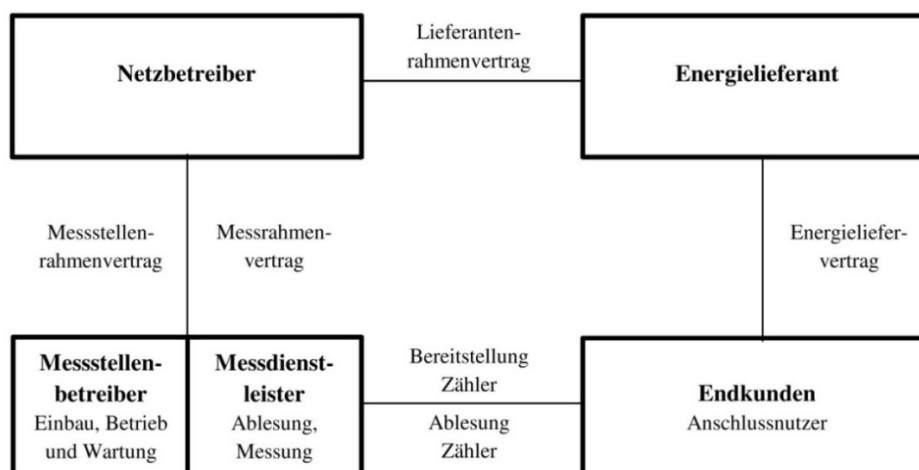 Netzbetreiber
Lieferanten-
rahmenvertrag
Energielieferant
Messstellen-
rahmenvertrag
Messrahmen-
vertrag
Energieliefer-
vertrag
Messstellen-
betreiber
Einbau, Betrieb
und Wartung
Messdienst-
leister
Ablesung,
Messung
Bereitstellung
Zähler
Ablesung
Zähler
Endkunden
Anschlussnutzer